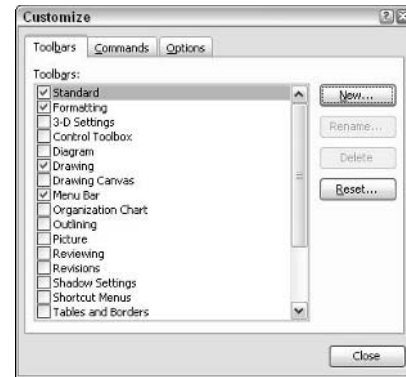 Customize
Toolbars Commands Options
Toolbars:
Standard
Formatting
3-D Settings
Control Toolbox
Diagram
Drawing
Drawing Canvas
Menu Bar
Organization Chart
Outlining
Picture
Reviewing
Revisions
Shadow Settings
Shortcut Menus
Tables and Borders
New...
Rename...
Delete
Reset...
Close